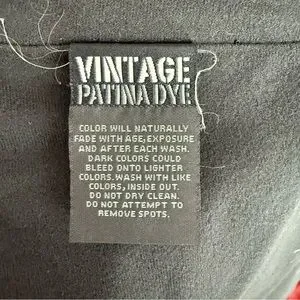 VINTAGE
PATINA DYE
COLOR WILL NATURALLY
FADE WITH AGE, EXPOSURE
AND AFTER EACH WASH.
DARK COLORS COULD
BLEED ONTO LIGHTER
COLORS. WASH WITH LIKE
COLORS, INSIDE OUT.
DO NOT DRY CLEAN.
DO NOT ATTEMPT TO
REMOVE SPOTS.